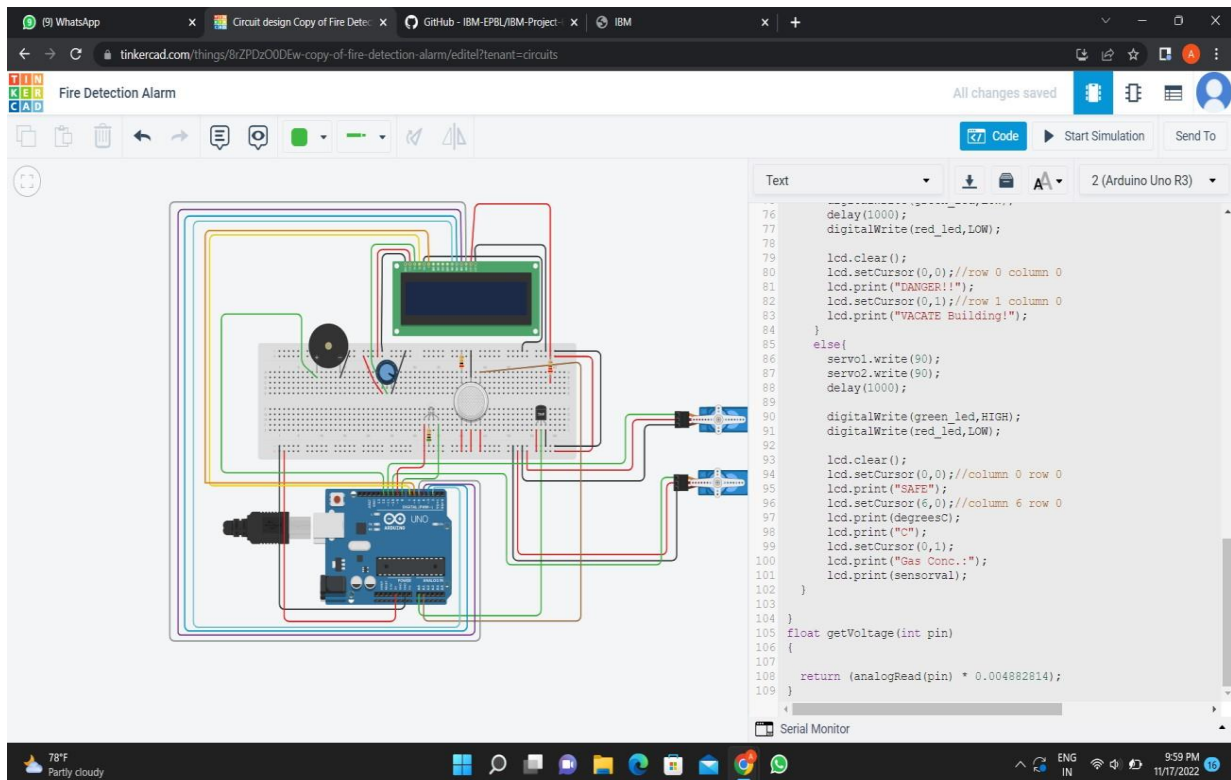 (9) WhatsApp
Circuit design Copy of Fire Detec
GitHub - IBM-EPBL/IBM-Project-
IBM
tinkercad.com/things/8rZPDzO0DEw-copy-of-fire-detection-alarm/editel?tenant=circuits
A
TINKERCAD
Fire Detection Alarm
All changes saved
Code
Start Simulation
Send To
Text
2 (Arduino Uno R3)
76 delay(1000);
77 digitalWrite(red_led,LOW);
78
79 lcd.clear();
80 lcd.setCursor(0,0);//row 0 column 0
81 lcd.print("DANGER!!");
82 lcd.setCursor(0,1);//row 1 column 0
83 lcd.print("VACATE Building!");
84 }
85 else{
86 servo1.write(90);
87 servo2.write(90);
88 delay(1000);
89
90 digitalWrite(green_led,HIGH);
91 digitalWrite(red_led,LOW);
92
93 lcd.clear();
94 lcd.setCursor(0,0);//column 0 row 0
95 lcd.print("SAFE");
96 lcd.setCursor(6,0);//column 6 row 0
97 lcd.print(degreesC);
98 lcd.print("C");
99 lcd.setCursor(0,1);
100 lcd.print("Gas Conc.:");
101 lcd.print(sensorval);
102 }
103
104 }
105 float getVoltage(int pin)
106 {
107
108 return (analogRead(pin) * 0.004882814);
109 }
UNO
ARDUINO
POWER
ANALOG IN
Serial Monitor
78°F
Partly cloudy
ENG
IN
9:59 PM
11/17/2022
16